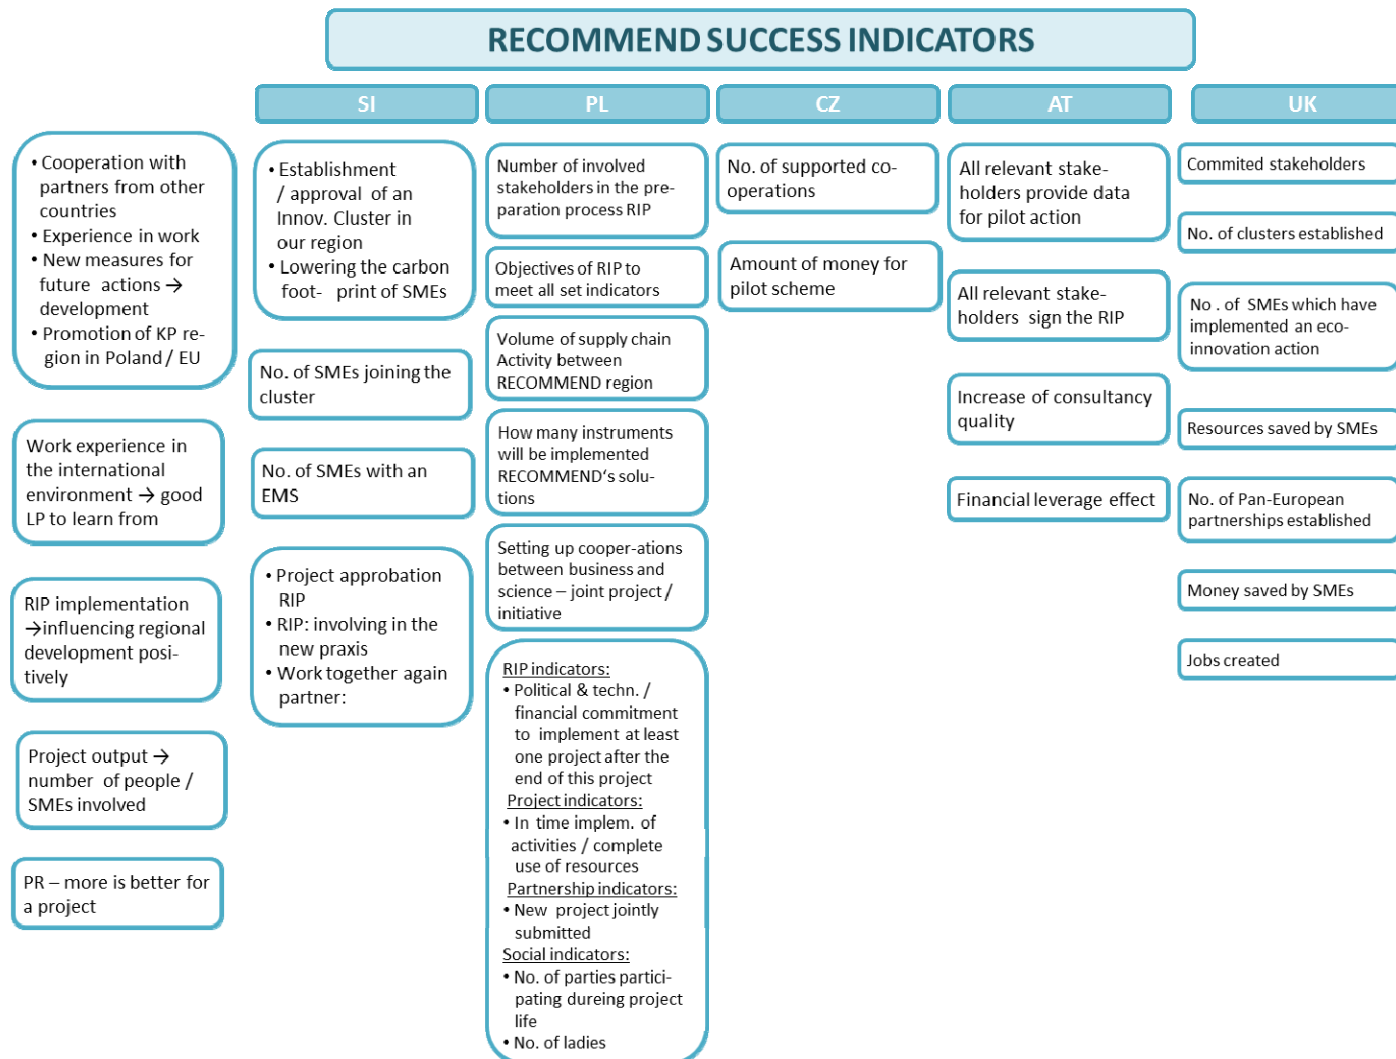 RECOMMEND SUCCESS INDICATORS
SI
PL
CZ
AT
UK
• Cooperation with
partners from other
countries
• Experience in work
• New measures for
future actions →
development
• Promotion of KP re-
gion in Poland / EU
Work experience in
the international
environment → good
LP to learn from
RIP implementation
→influencing regional
development posi-
tively
Project output →
number of people /
SMEs involved
PR – more is better for
a project
• Establishment
/ approval of an
Innov. Cluster in
our region
• Lowering the carbon
foot- print of SMEs
No. of SMEs joining the
cluster
No. of SMEs with an
EMS
• Project approbation
RIP
• RIP: involving in the
new praxis
• Work together again
partner:
Number of involved
stakeholders in the pre-
paration process RIP
Objectives of RIP to
meet all set indicators
Volume of supply chain
Activity between
RECOMMEND region
How many instruments
will be implemented
RECOMMEND‘s solu-
tions
Setting up cooper-ations
between business and
science – joint project /
initiative
RIP indicators:
• Political & techn. /
financial commitment
to implement at least
one project after the
end of this project
Project indicators:
• In time implem. of
activities / complete
use of resources
Partnership indicators:
• New project jointly
submitted
Social indicators:
• No. of parties partici-
pating dureing project
life
• No. of ladies
No. of supported co-
operations
Amount of money for
pilot scheme
All relevant stake-
holders provide data
for pilot action
All relevant stake-
holders sign the RIP
Increase of consultancy
quality
Financial leverage effect
Commited stakeholders
No. of clusters established
No . of SMEs which have
implemented an eco-
innovation action
Resources saved by SMEs
No. of Pan-European
partnerships established
Money saved by SMEs
Jobs created